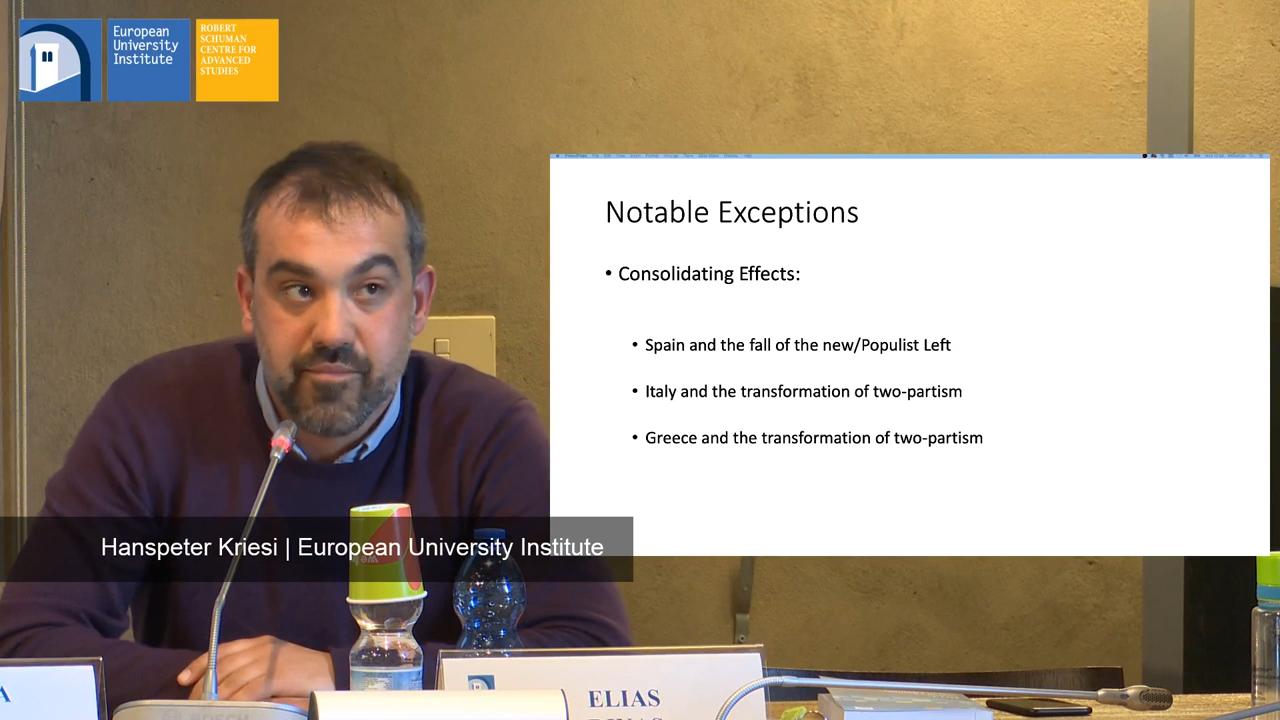 European
University
Institute
ROBERT
SCHUMAN
CENTRE FOR
ADVANCED
STUDIES
Notable Exceptions
• Consolidating Effects:
• Spain and the fall of the new/Populist Left
• Italy and the transformation of two-partism
• Greece and the transformation of two-partism
Hanspeter Kriesi | European University Institute
A
ELIAS
BOSCH